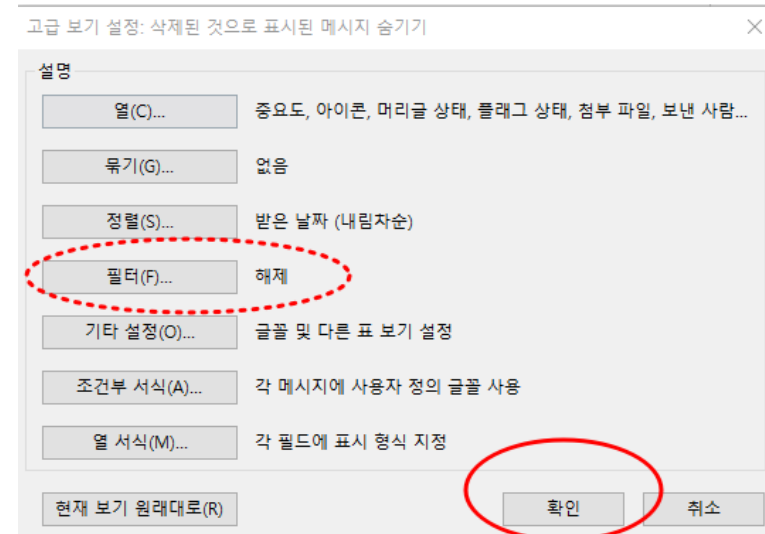 고급 보기 설정: 삭제된 것으로 표시된 메시지 숨기기
설명
열(C)... 중요도, 아이콘, 머리글 상태, 플래그 상태, 첨부 파일, 보낸 사람...
묶기(G)... 없음
정렬(S)... 받은 날짜 (내림차순)
필터(F)... 해제
기타 설정(O)... 글꼴 및 다른 표 보기 설정
조건부 서식(A)... 각 메시지에 사용자 정의 글꼴 사용
열 서식(M)... 각 필드에 표시 형식 지정
현재 보기 원래대로(R) 확인 취소